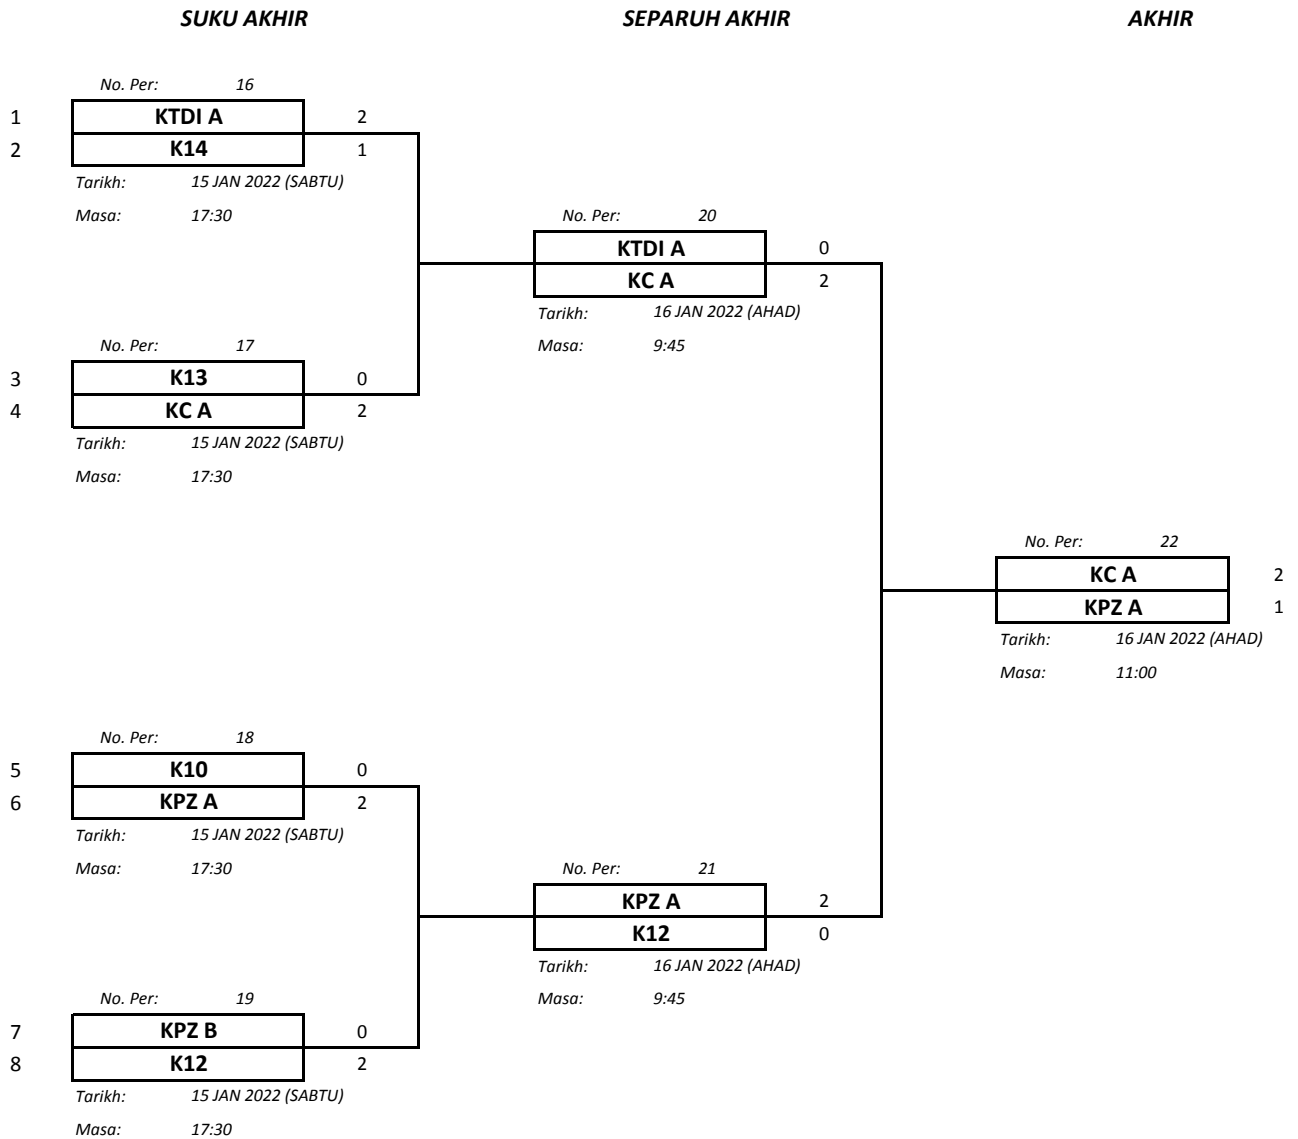 SUKU AKHIR SEPARUH AKHIR AKHIR
No. Per: 16
1 KTDI A 2
2 K14 1
Tarikh: 15 JAN 2022 (SABTU)
Masa: 17:30
No. Per: 20
KTDI A 0
KC A 2
Tarikh: 16 JAN 2022 (AHAD)
Masa: 9:45
No. Per: 17
3 K13 0
4 KC A 2
Tarikh: 15 JAN 2022 (SABTU)
Masa: 17:30
No. Per: 22
KC A 2
KPZ A 1
Tarikh: 16 JAN 2022 (AHAD)
Masa: 11:00
No. Per: 18
5 K10 0
6 KPZ A 2
Tarikh: 15 JAN 2022 (SABTU)
Masa: 17:30
No. Per: 21
KPZ A 2
K12 0
Tarikh: 16 JAN 2022 (AHAD)
Masa: 9:45
No. Per: 19
7 KPZ B 0
8 K12 2
Tarikh: 15 JAN 2022 (SABTU)
Masa: 17:30